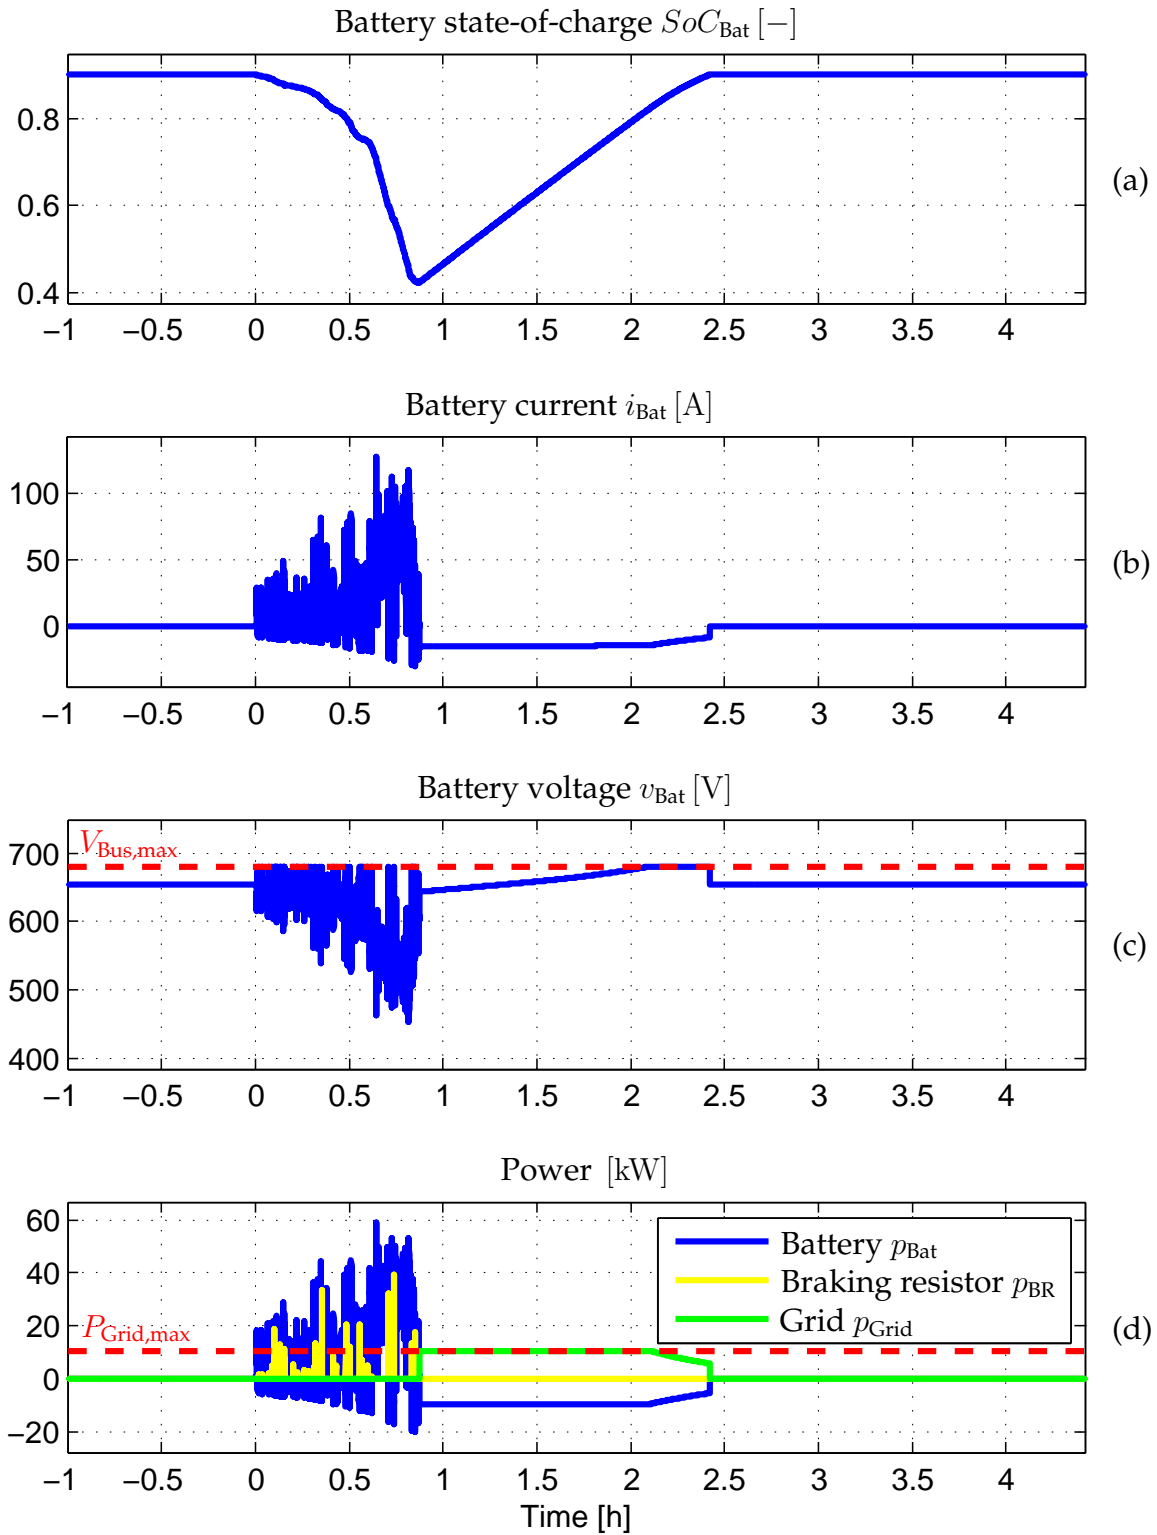 Battery state-of-charge SoC_Bat [−]
0.8
0.6
0.4
−1 −0.5 0 0.5 1 1.5 2 2.5 3 3.5 4
(a)
Battery current i_Bat [A]
100
50
0
−1 −0.5 0 0.5 1 1.5 2 2.5 3 3.5 4
(b)
Battery voltage v_Bat [V]
V_Bus,max
700
600
500
400
−1 −0.5 0 0.5 1 1.5 2 2.5 3 3.5 4
(c)
Power [kW]
60
40
20
0
−20
P_Grid,max
Battery p_Bat
Braking resistor p_BR
Grid p_Grid
(d)
−1 −0.5 0 0.5 1 1.5 2 2.5 3 3.5 4
Time [h]